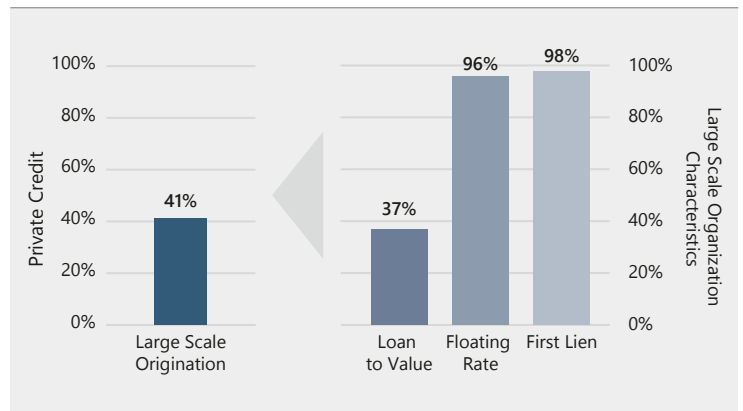 Private Credit
100%
80%
60%
40%
20%
0%
41%
Large Scale
Origination
37%
96%
98%
Loan
to Value
Floating
Rate
First Lien
100%
80%
60%
40%
20%
0%
Large Scale Organization
Characteristics